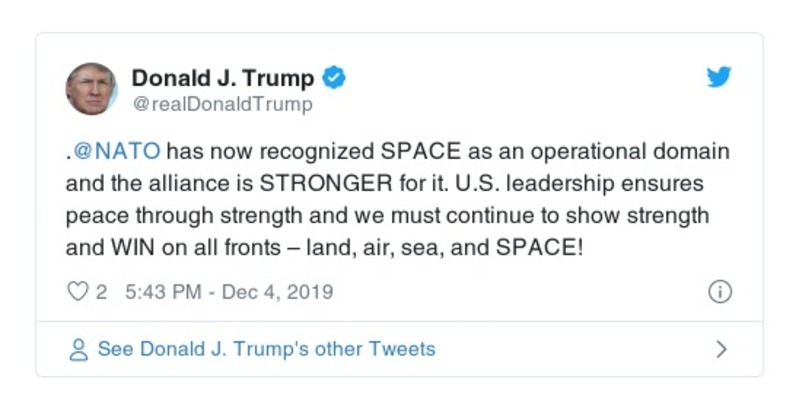 Donald J. Trump
@realDonaldTrump
.@NATO has now recognized SPACE as an operational domain
and the alliance is STRONGER for it. U.S. leadership ensures
peace through strength and we must continue to show strength
and WIN on all fronts – land, air, sea, and SPACE!
2 5:43 PM - Dec 4, 2019
See Donald J. Trump's other Tweets